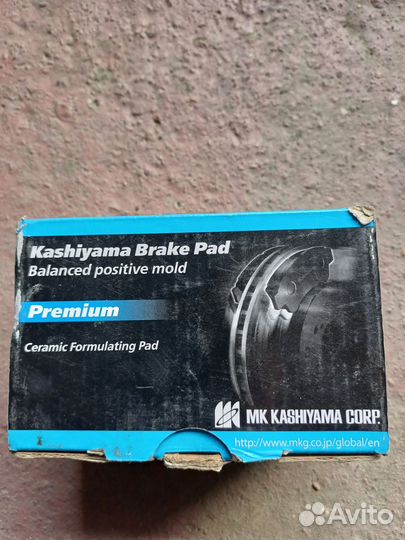 Kashiyama Brake Pad
Balanced positive mold
Premium
Ceramic Formulating Pad
MK KASHIYAMA CORP.
http://www.mkg.co.jp/global/en
Avito